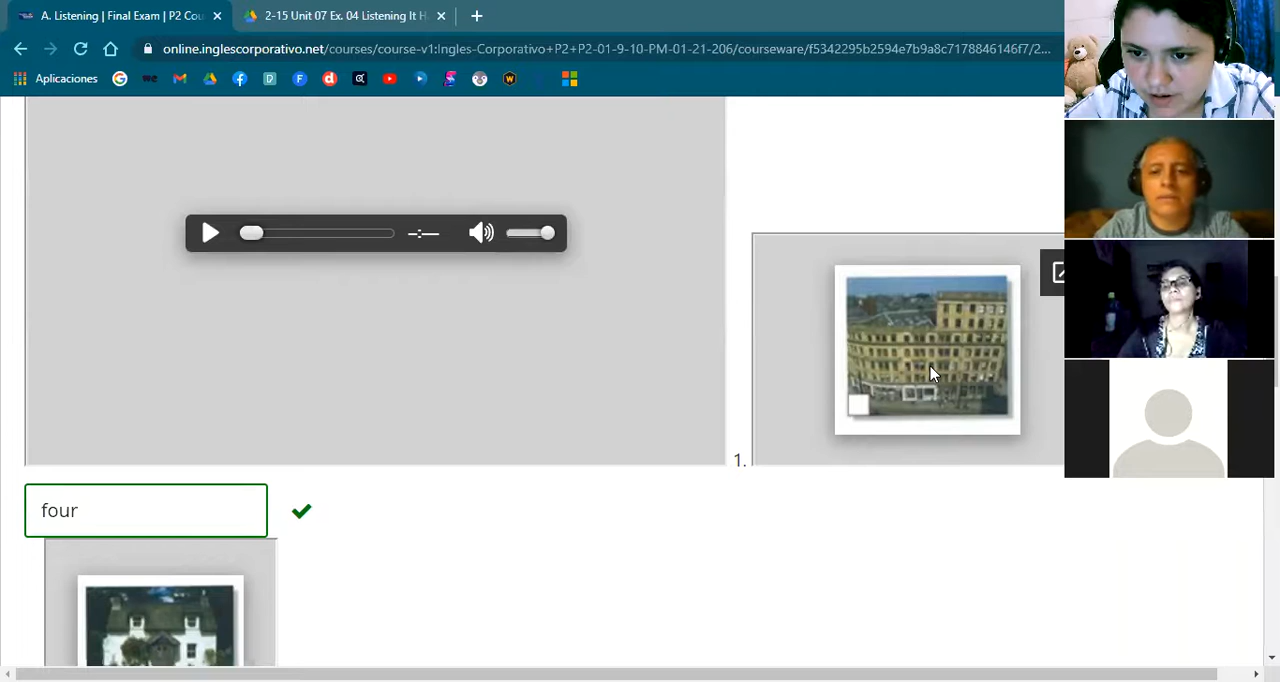 A. Listening | Final Exam | P2 Cou
2-15 Unit 07 Ex. 04 Listening It H
online.inglescorporativo.net/courses/course-v1:Ingles-Corporativo+P2+P2-01-9-10-PM-01-21-206/courseware/f5342295b2594e7b9a8c7178846146f7/2...
Aplicaciones
-:--
1.
four